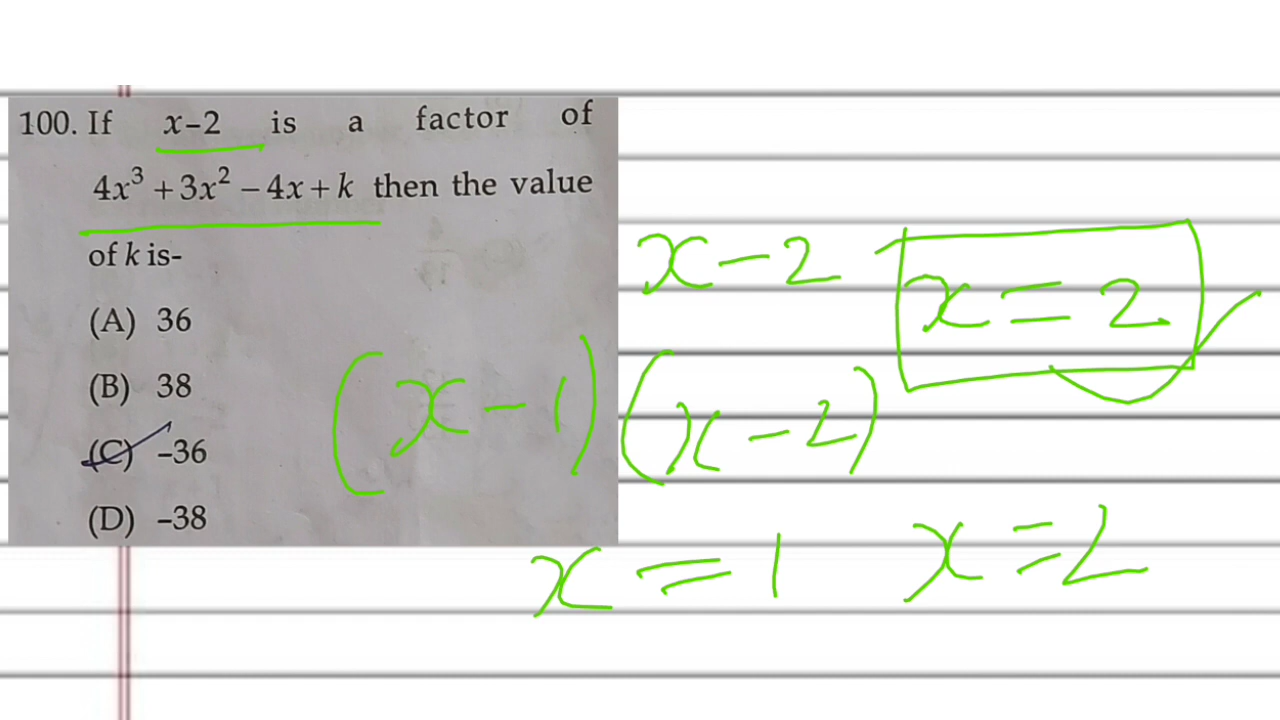 100. If x-2 is a factor of
4x³ + 3x² - 4x + k then the value
of k is-
(A) 36
(B) 38
(C) -36
(D) -38
x-2 x=2
(x-1)(x-2)
x=1 x=2